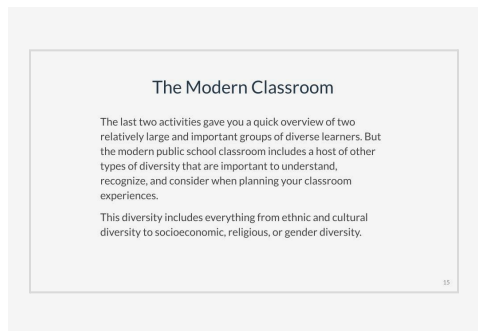 The Modern Classroom
The last two activities gave you a quick overview of two
relatively large and important groups of diverse learners. But
the modern public school classroom includes a host of other
types of diversity that are important to understand,
recognize, and consider when planning your classroom
experiences.
This diversity includes everything from ethnic and cultural
diversity to socioeconomic, religious, or gender diversity.
15